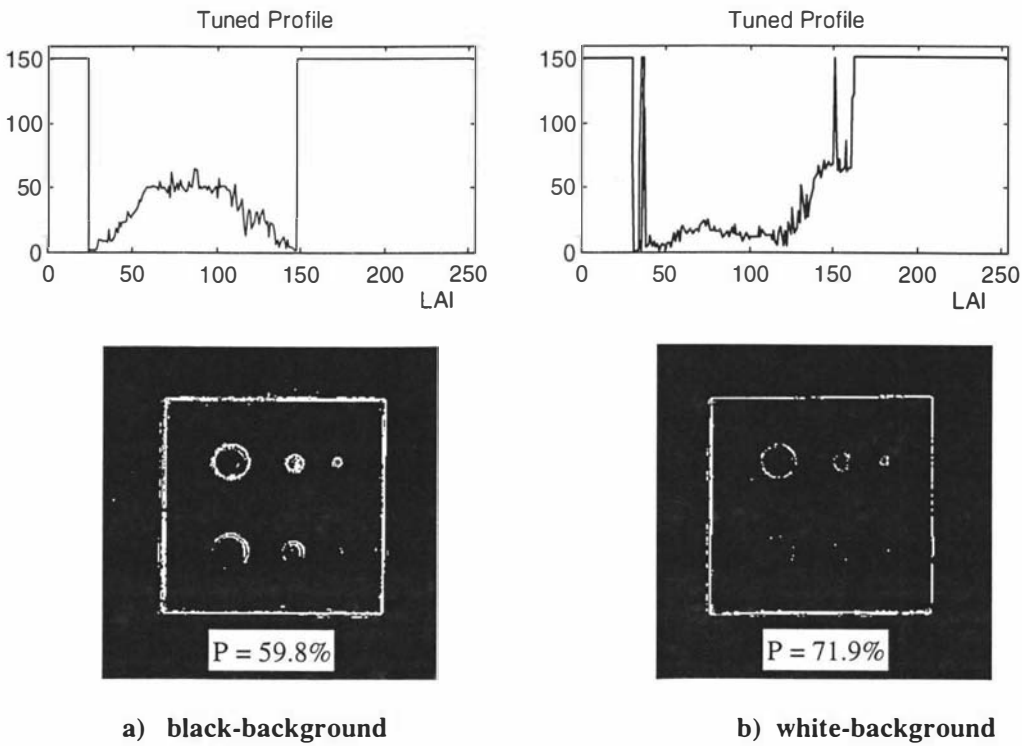 Tuned Profile
150
100
50
0
0 50 100 150 200 250
LAI
Tuned Profile
150
100
50
0
0 50 100 150 200 250
LAI
P = 59.8%
P = 71.9%
a) black-background
b) white-background